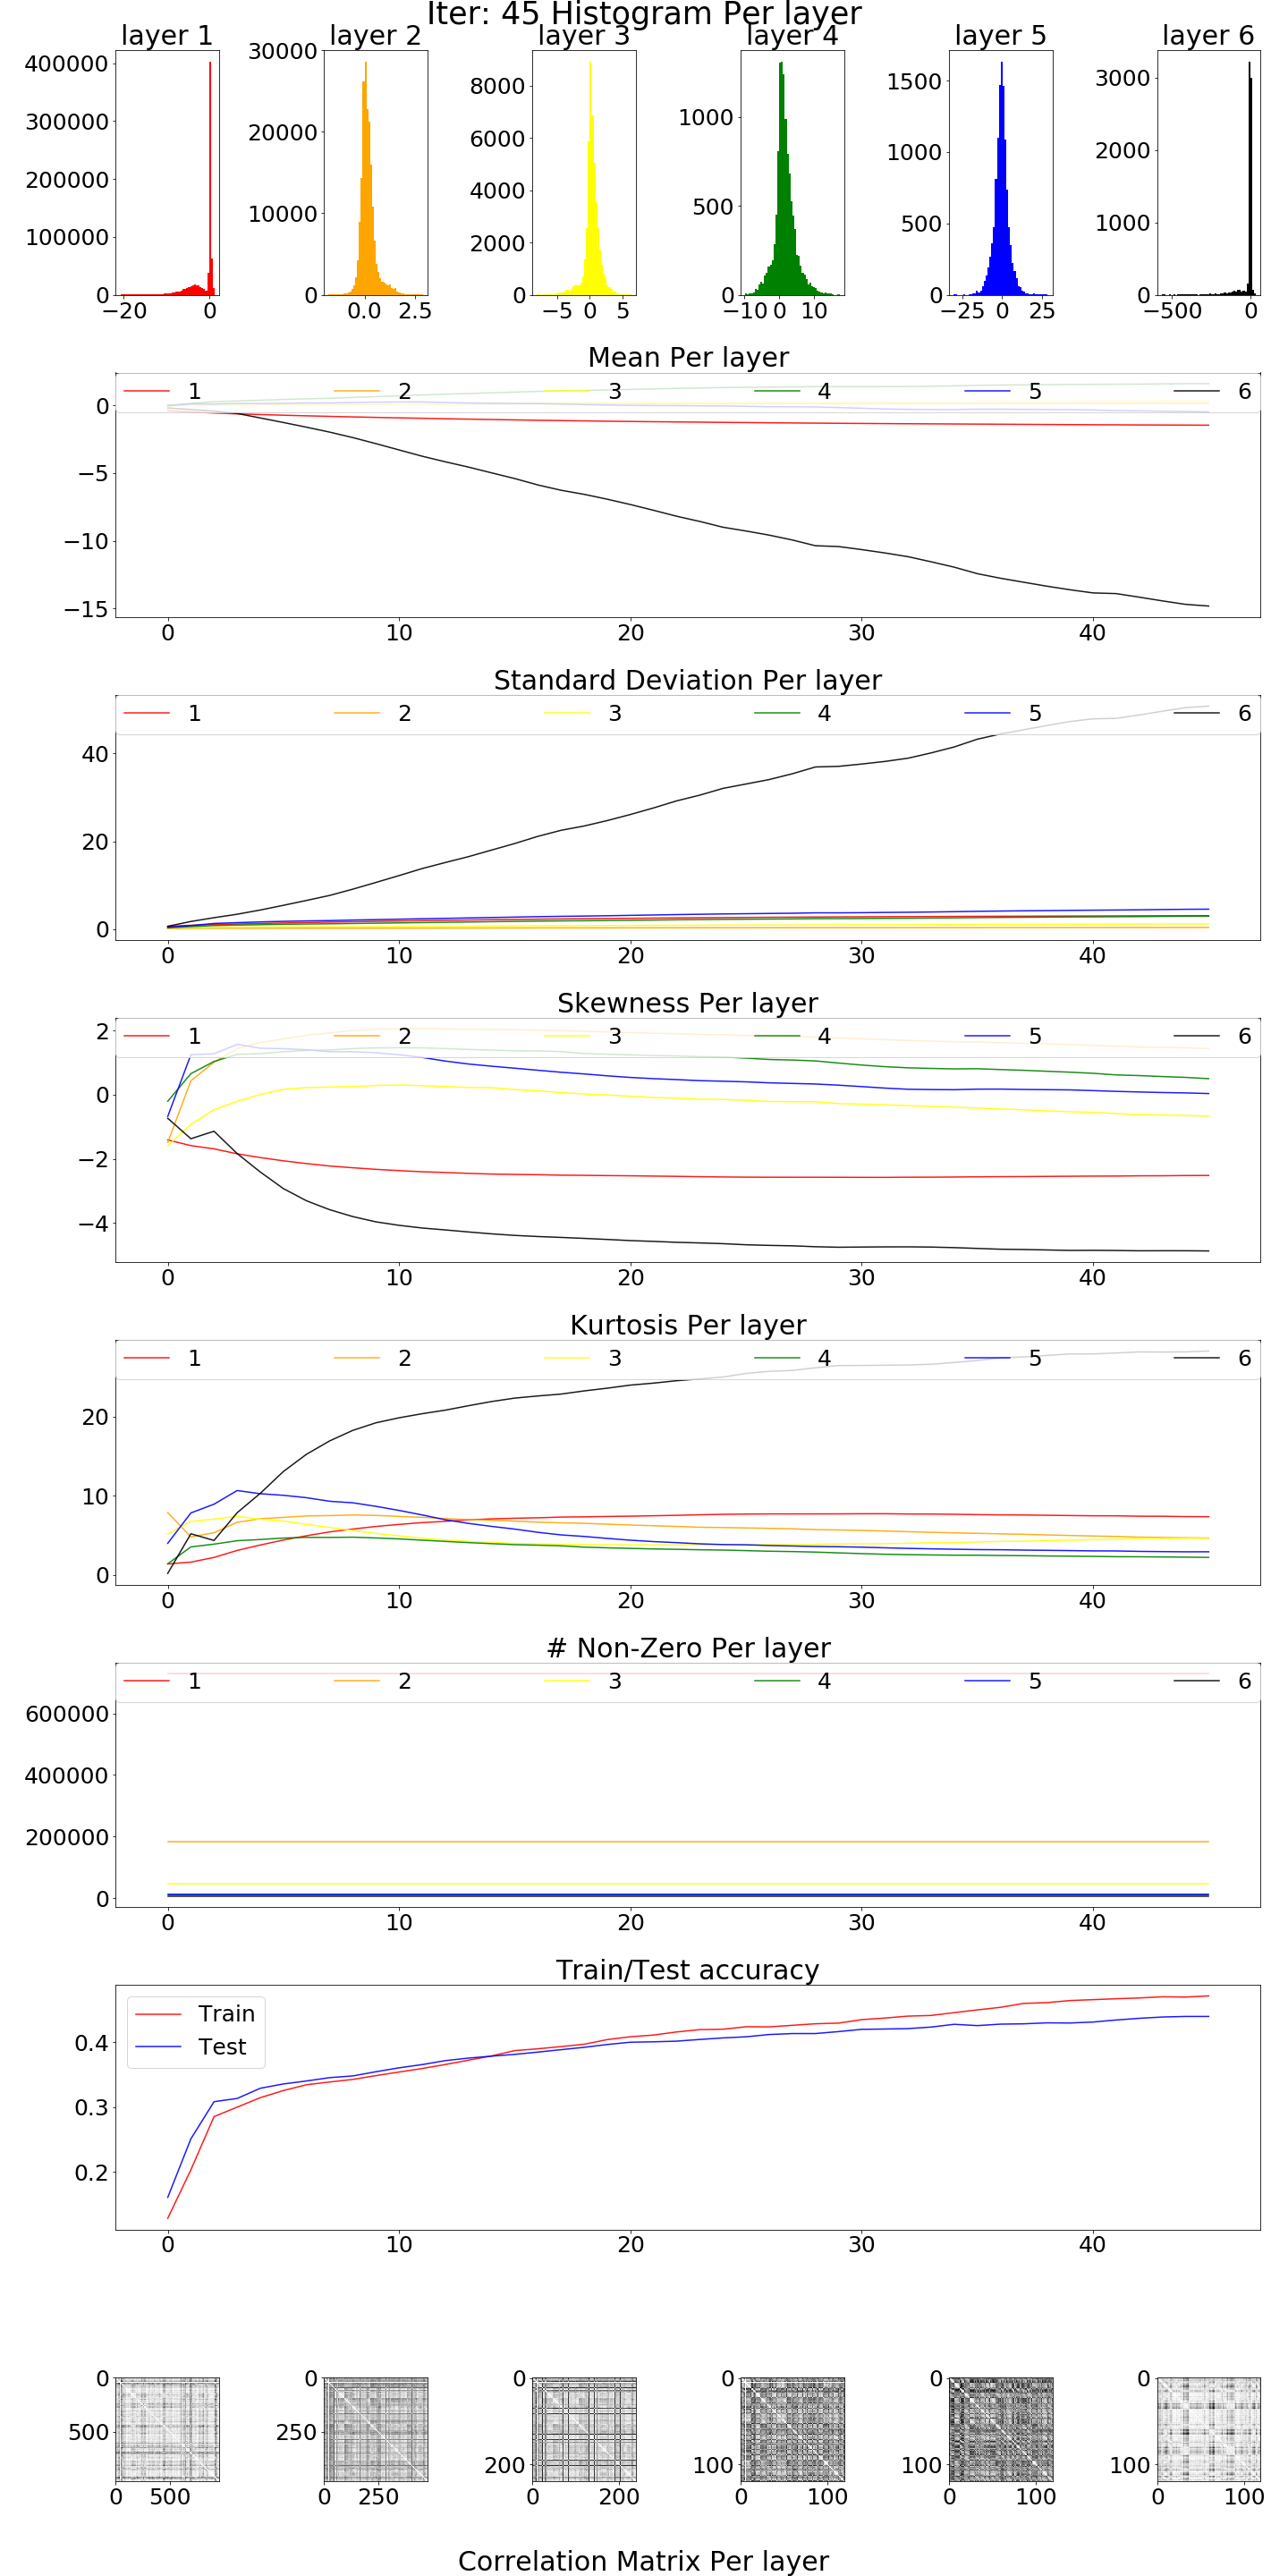 Iter: 45 Histogram Per layer
layer 1 layer 2 layer 3 layer 4 layer 5 layer 6
400000
300000
200000
100000
0
−20 0
30000
20000
10000
0
0.0 2.5
8000
6000
4000
2000
0
−5 0 5
1000
500
0
−10 0 10
1500
1000
500
0
−25 0 25
3000
2000
1000
0
−500 0
Mean Per layer
1 2 3 4 5 6
0
−5
−10
−15
0 10 20 30 40
Standard Deviation Per layer
1 2 3 4 5 6
40
20
0
0 10 20 30 40
Skewness Per layer
1 2 3 4 5 6
2
0
−2
−4
0 10 20 30 40
Kurtosis Per layer
1 2 3 4 5 6
20
10
0
0 10 20 30 40
# Non-Zero Per layer
1 2 3 4 5 6
600000
400000
200000
0
0 10 20 30 40
Train/Test accuracy
Train
Test
0.4
0.3
0.2
0 10 20 30 40
0
500
0 500
0
250
0 250
0
200
0 200
0
100
0 100
0
100
0 100
0
100
0 100
Correlation Matrix Per layer